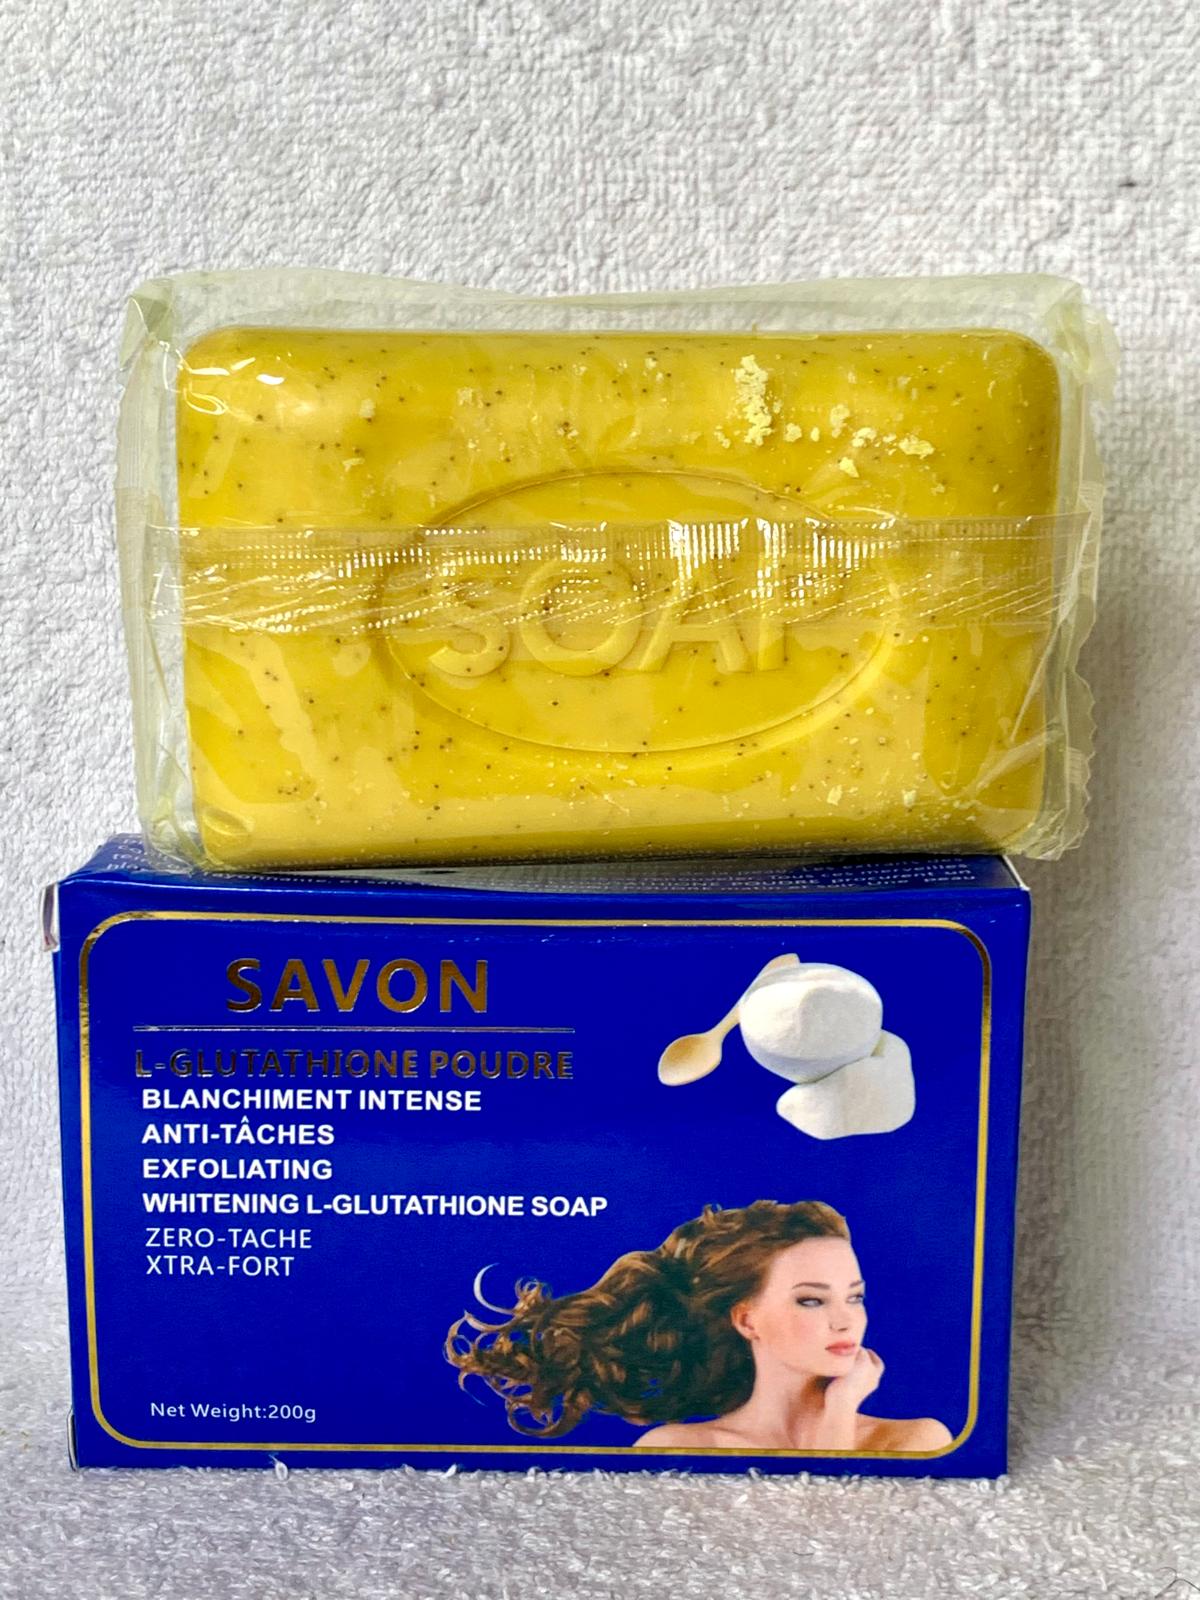 SOAP
SAVON
L-GLUTATHIONE POUDRE
BLANCHIMENT INTENSE
ANTI-TÂCHES
EXFOLIATING
WHITENING L-GLUTATHIONE SOAP
ZERO-TACHE
XTRA-FORT
Net Weight:200g